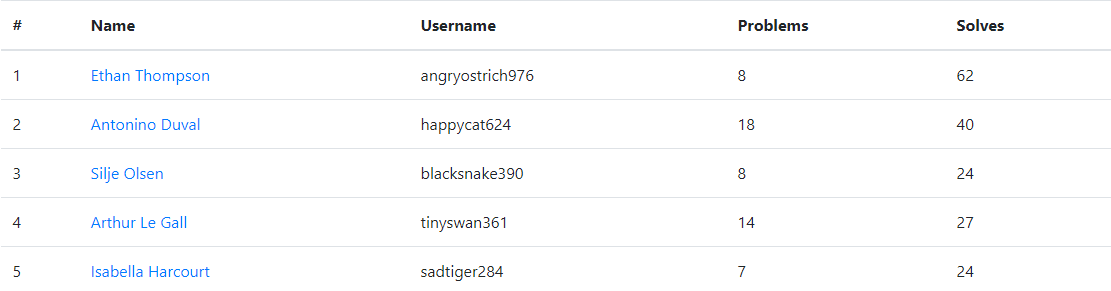 # Name Username Problems Solves
1 Ethan Thompson angryostrich976 8 62
2 Antonino Duval happycat624 18 40
3 Silje Olsen blacksnake390 8 24
4 Arthur Le Gall tinyswan361 14 27
5 Isabella Harcourt sadtiger284 7 24